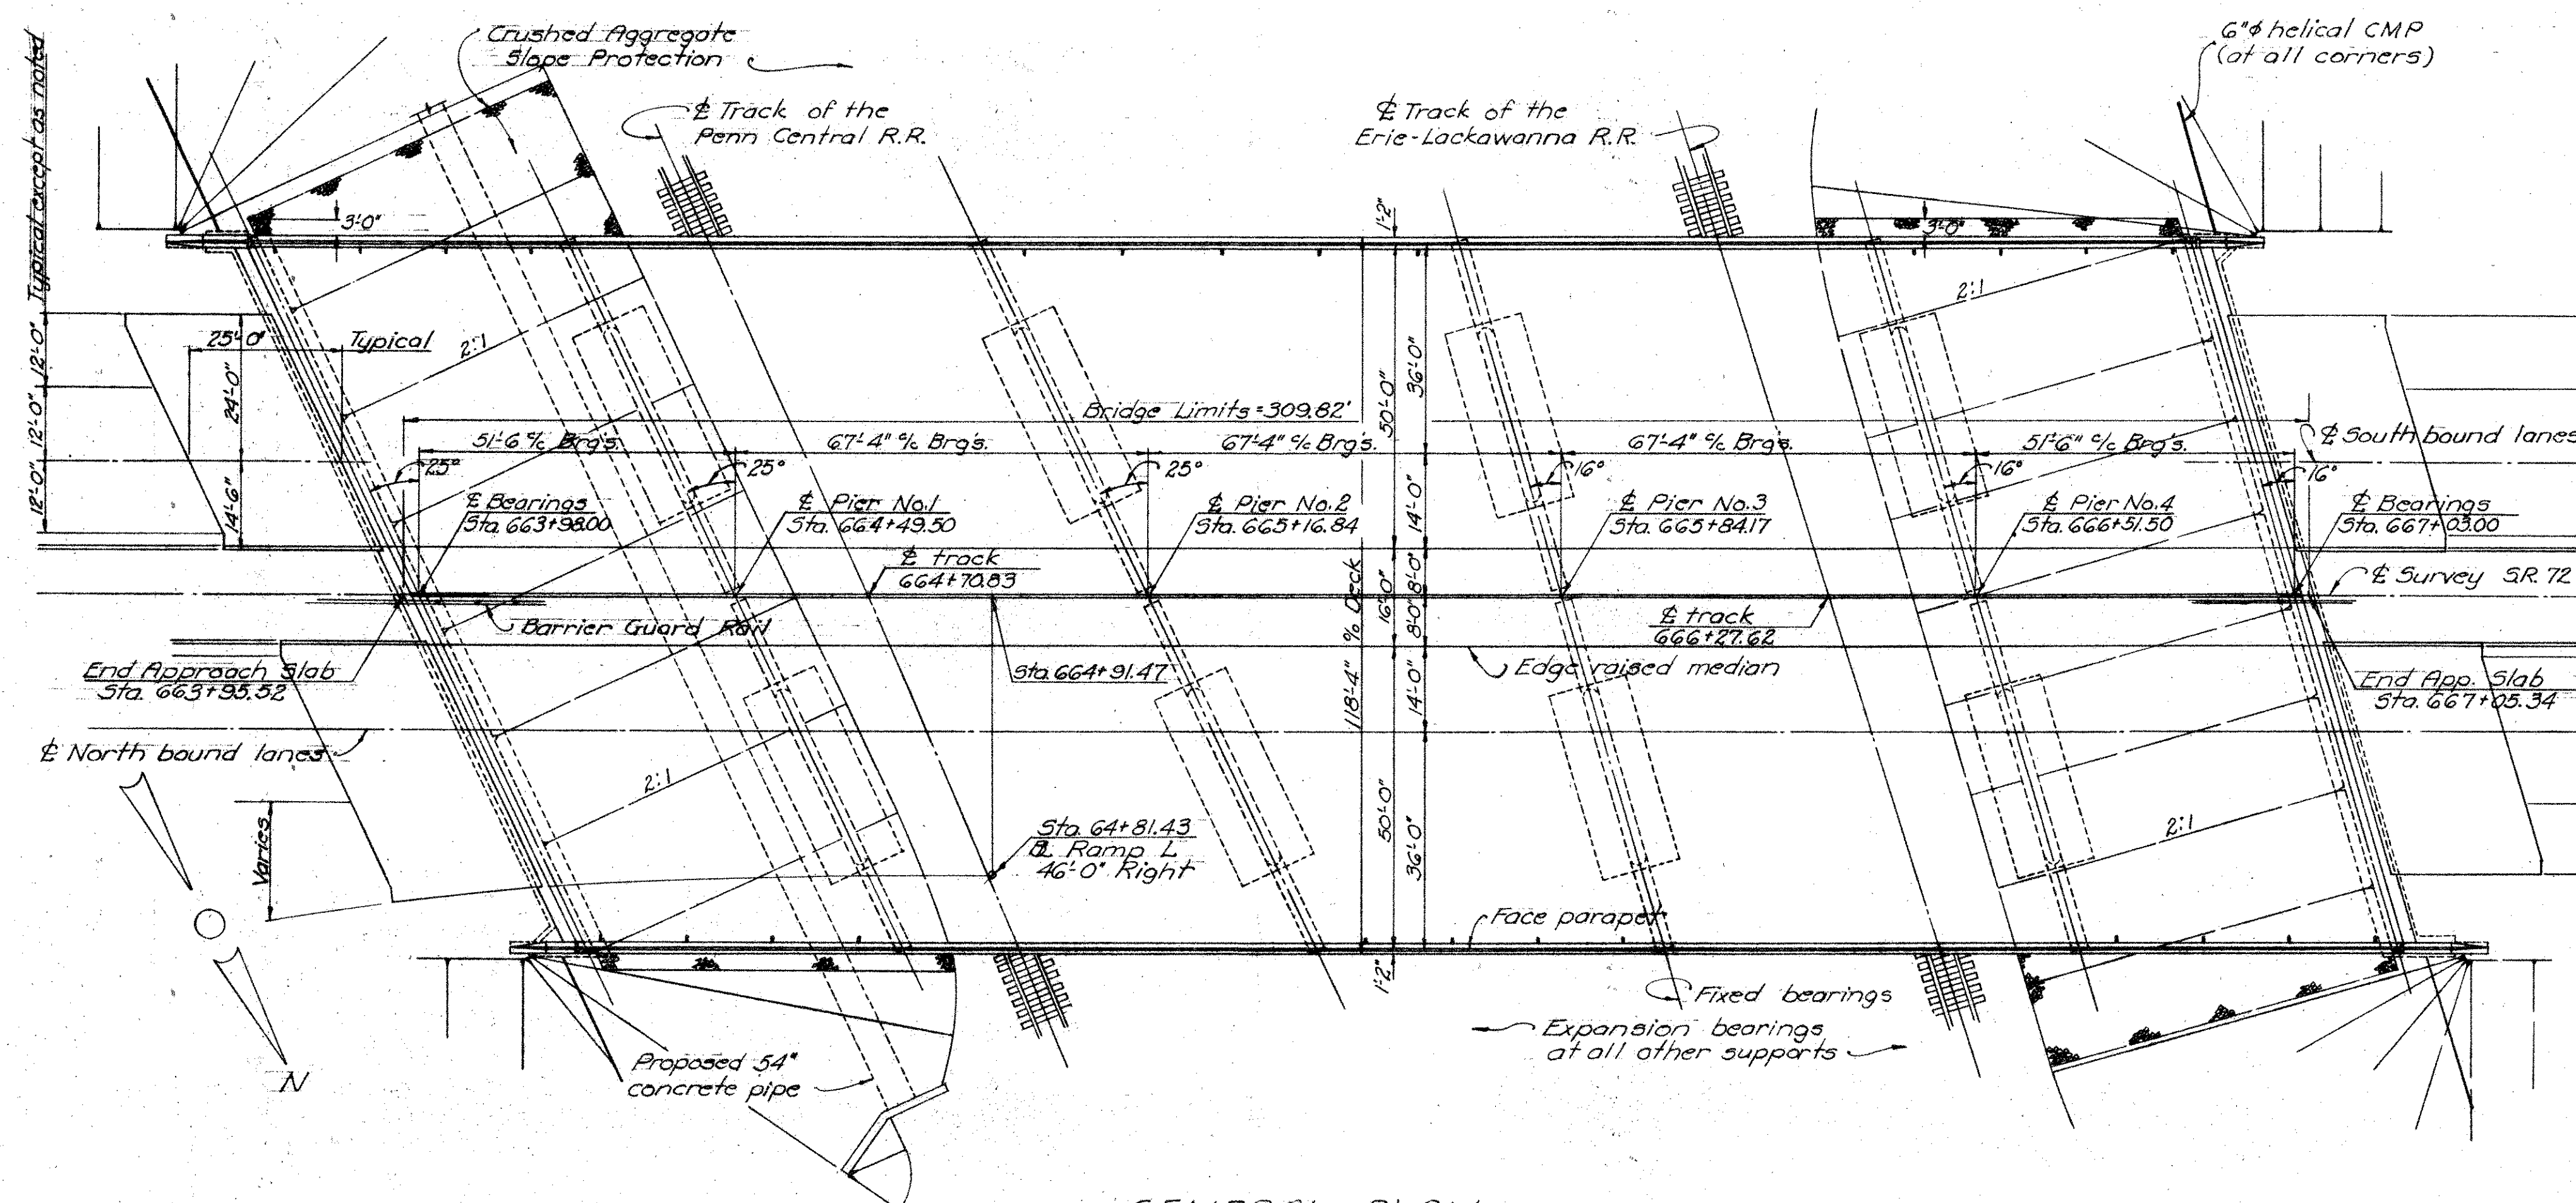 Crushed Aggregate
Slope Protection
6"φ helical CMP
(at all corners)
℄ Track of the
Penn Central R.R.
℄ Track of the
Erie-Lackawanna R.R.
Typical except as noted
12'-0"
12'-0"
12'-0"
12'-0"
3'-0"
1'-2"
3'-0"
25'-0"
Typical
24'-0"
14'-6"
2:1
2:1
50'-0"
36'-0"
Bridge Limits = 309.82'
51'-6 c/c Brg's.
67'-4" c/c Brg's.
67'-4" c/c Brg's.
67'-4" c/c Brg's.
51'-6" c/c Brg's.
℄ South bound lanes
25°
25°
25°
16°
16°
16°
℄ Bearings
Sta. 663+98.00
℄ Pier No.1
Sta. 664+49.50
℄ Pier No.2
Sta. 665+16.84
℄ Pier No.3
Sta. 665+84.17
℄ Pier No.4
Sta. 666+51.50
℄ Bearings
Sta. 667+03.00
14'-0"
8'-0"
16'-0"
8'-0"
14'-0"
118'-4" o/o Deck
℄ track
664+70.83
℄ track
666+27.62
℄ Survey S.R. 72
Barrier Guard Rail
End Approach Slab
Sta. 663+95.52
Sta. 664+91.47
Edge raised median
End App. Slab
Sta. 667+05.34
℄ North bound lanes
2:1
2:1
Varies
Sta. 64+81.43
℄ Ramp L
46'-0" Right
50'-0"
36'-0"
Face parapet
1'-2"
Fixed bearings
Expansion bearings
at all other supports
Proposed 54"
concrete pipe
N